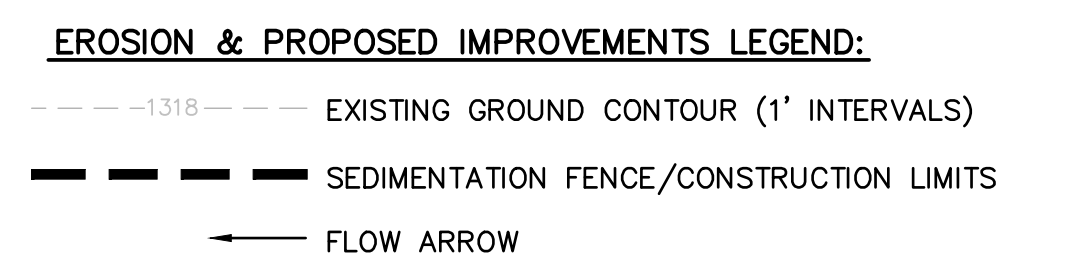 EROSION & PROPOSED IMPROVEMENTS LEGEND:
1318 EXISTING GROUND CONTOUR (1' INTERVALS)
SEDIMENTATION FENCE/CONSTRUCTION LIMITS
FLOW ARROW